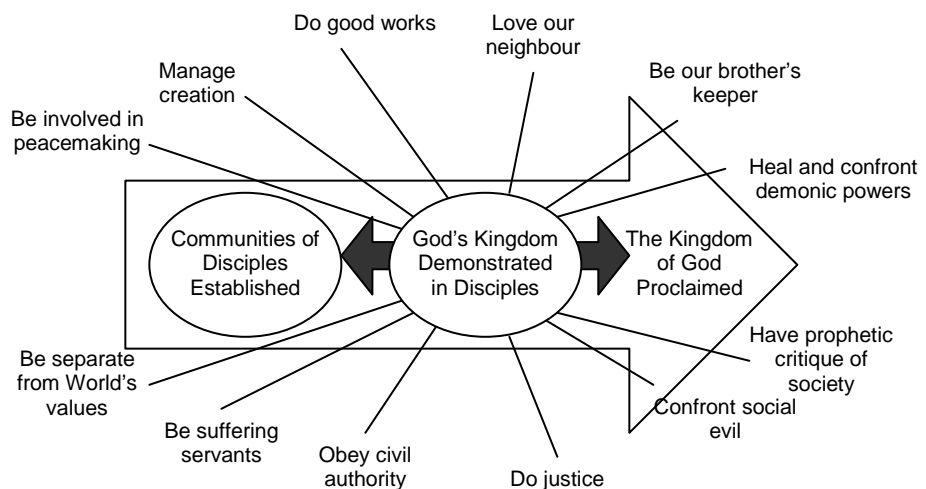 Do good works
Love our
neighbour
Manage
creation
Be our brother's
keeper
Be involved in
peacemaking
Heal and confront
demonic powers
Communities of
Disciples
Established
God's Kingdom
Demonstrated
in Disciples
The Kingdom
of God
Proclaimed
Be separate
from World's
values
Have prophetic
critique of
society
Be suffering
servants
Confront social
evil
Obey civil
authority
Do justice